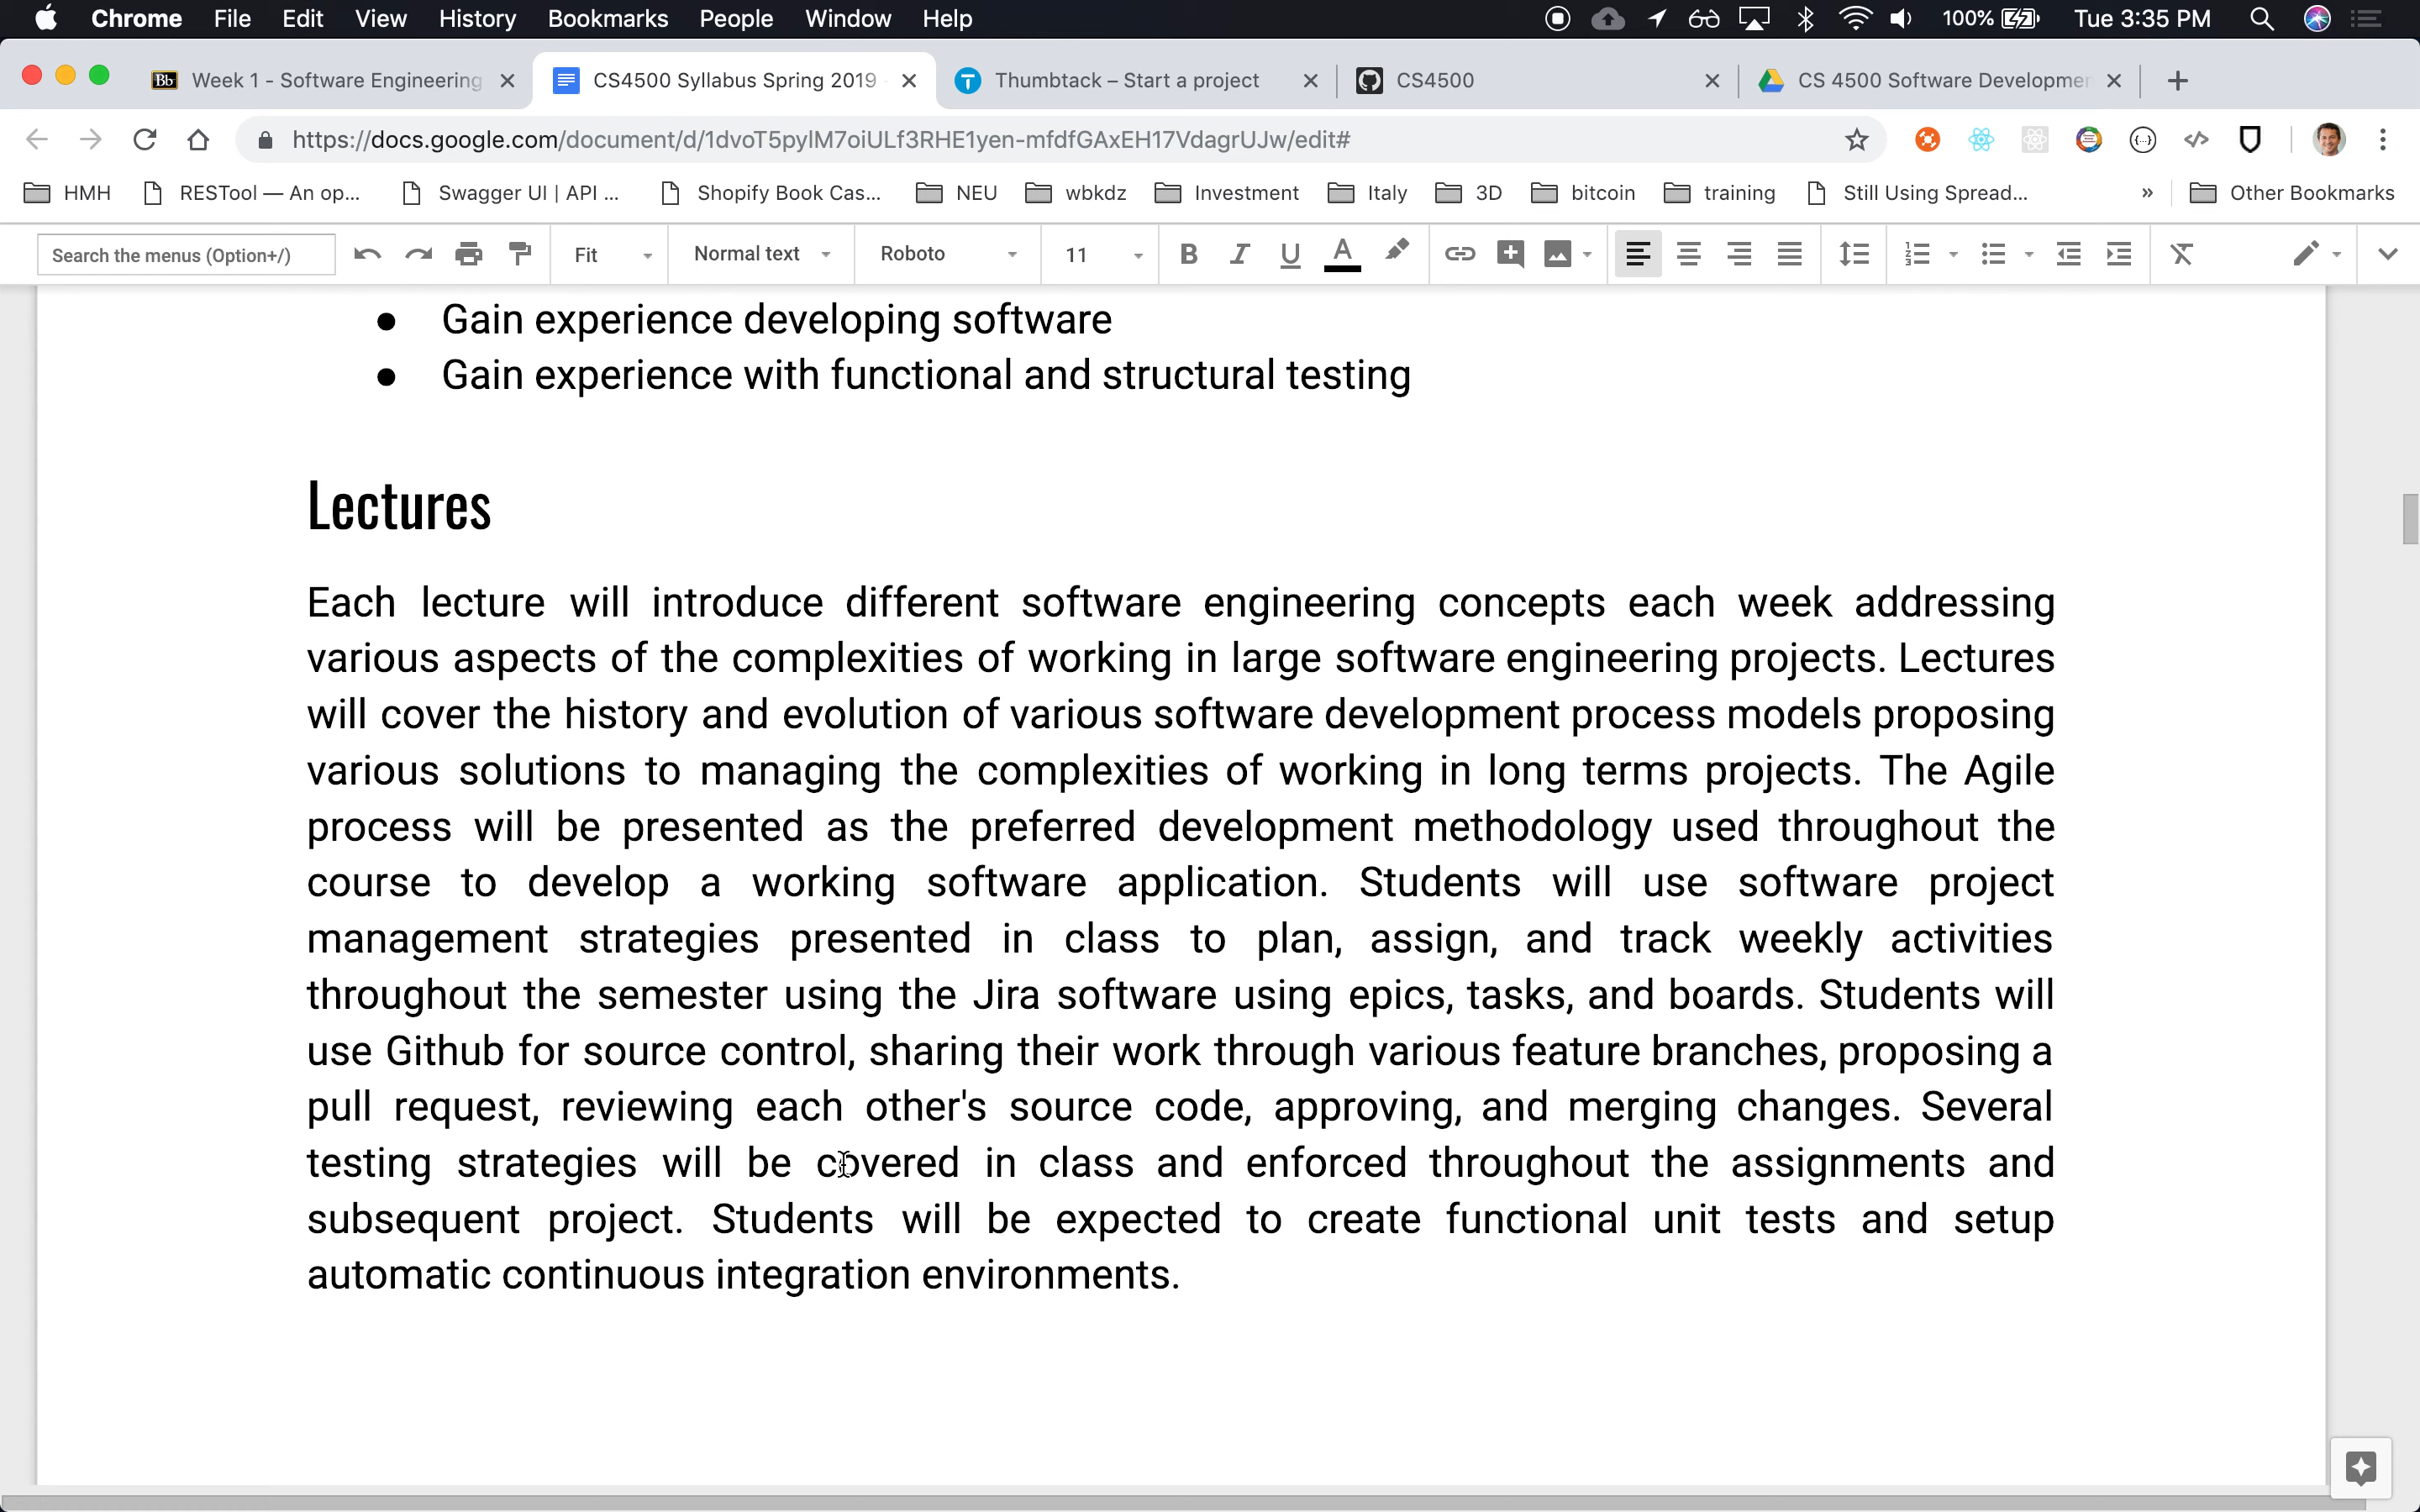 Chrome File Edit View History Bookmarks People Window Help 100% Tue 3:35 PM
Bb Week 1 - Software Engineering CS4500 Syllabus Spring 2019 - Thumbtack – Start a project CS4500 CS 4500 Software Developmen
https://docs.google.com/document/d/1dvoT5pylM7oiULf3RHE1yen-mfdfGAxEH17VdagrUJw/edit#
HMH RESTool — An op... Swagger UI | API ... Shopify Book Cas... NEU wbkdz Investment Italy 3D bitcoin training Still Using Spread... » Other Bookmarks
Search the menus (Option+/) Fit Normal text Roboto 11 B I U A
● Gain experience developing software
● Gain experience with functional and structural testing
Lectures
Each lecture will introduce different software engineering concepts each week addressing
various aspects of the complexities of working in large software engineering projects. Lectures
will cover the history and evolution of various software development process models proposing
various solutions to managing the complexities of working in long terms projects. The Agile
process will be presented as the preferred development methodology used throughout the
course to develop a working software application. Students will use software project
management strategies presented in class to plan, assign, and track weekly activities
throughout the semester using the Jira software using epics, tasks, and boards. Students will
use Github for source control, sharing their work through various feature branches, proposing a
pull request, reviewing each other's source code, approving, and merging changes. Several
testing strategies will be covered in class and enforced throughout the assignments and
subsequent project. Students will be expected to create functional unit tests and setup
automatic continuous integration environments.